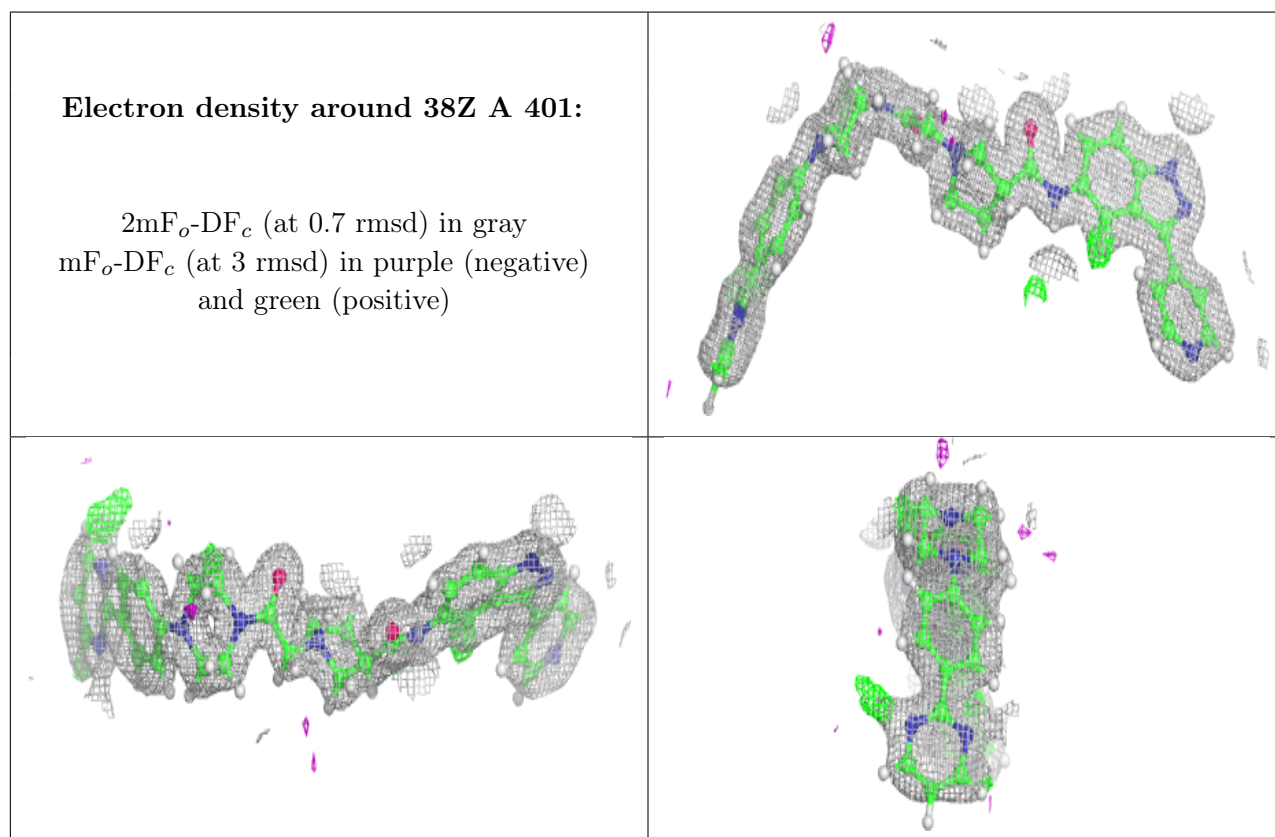 Electron density around 38Z A 401:
2mFo-DFc (at 0.7 rmsd) in gray
mFo-DFc (at 3 rmsd) in purple (negative)
and green (positive)